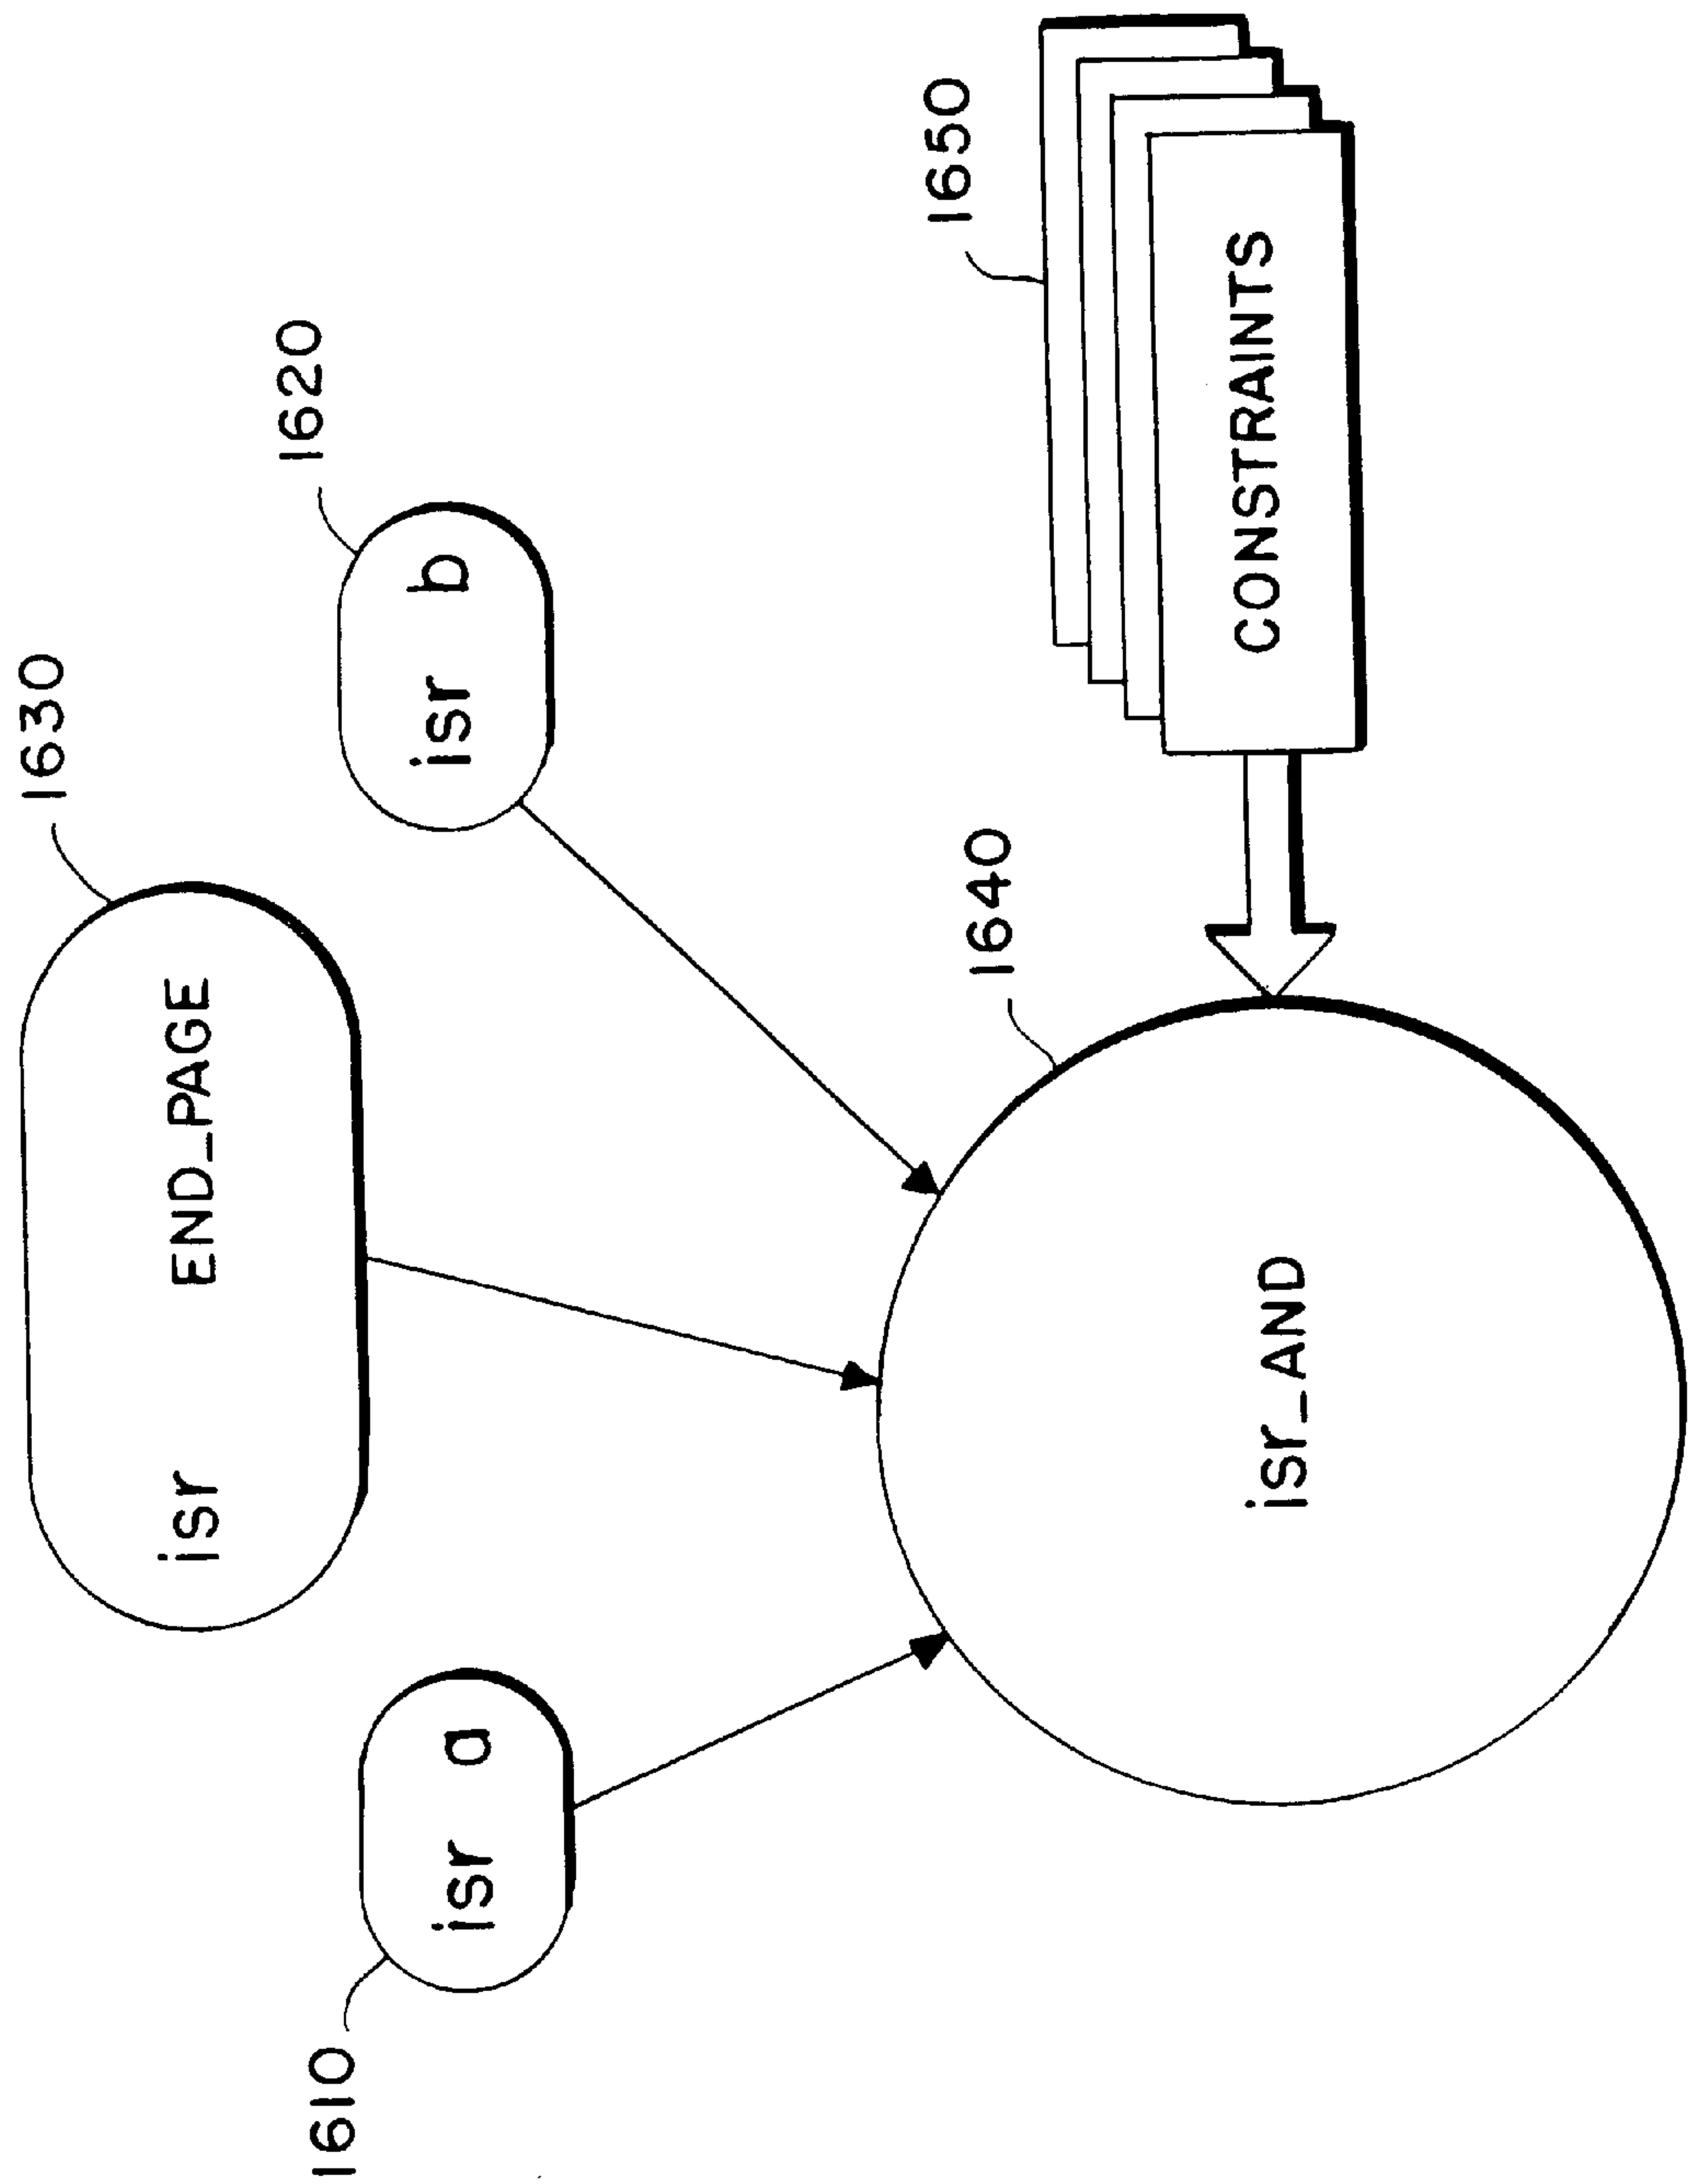 1630
isr END_PAGE
1620
1610
isr a
isr b
1640
1650
isr_AND
CONSTRAINTS